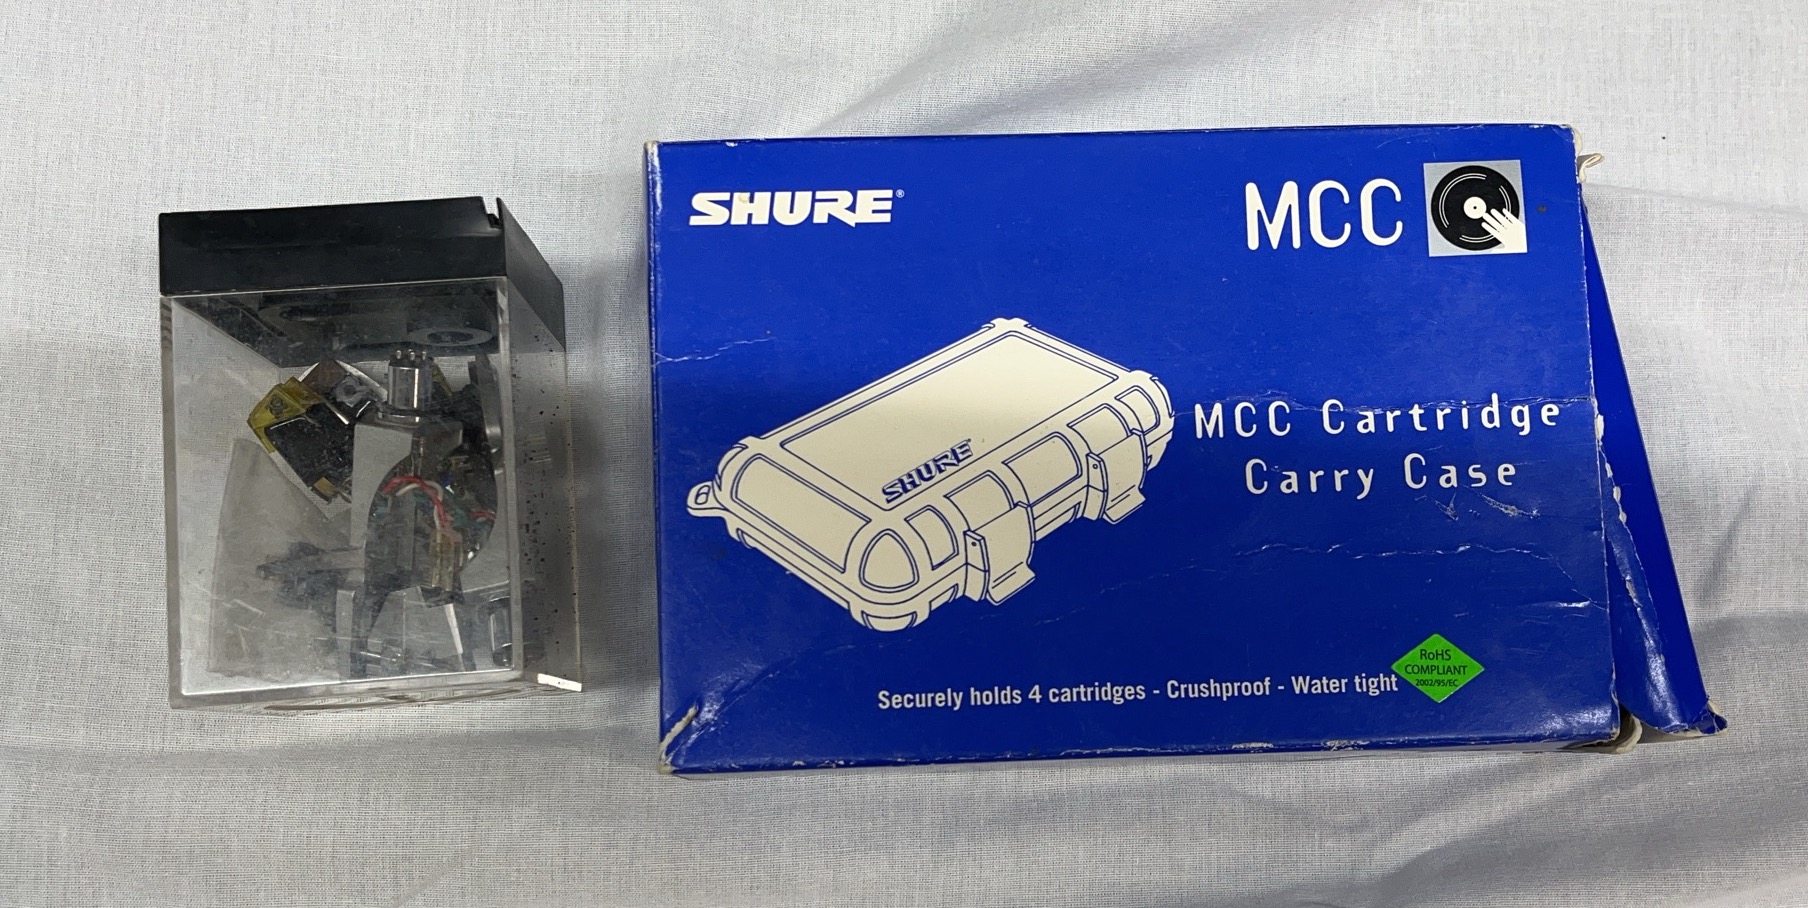 SHURE®
MCC
MCC Cartridge
Carry Case
SHURE
Securely holds 4 cartridges - Crushproof - Water tight
RoHS
COMPLIANT
2002/95/EC